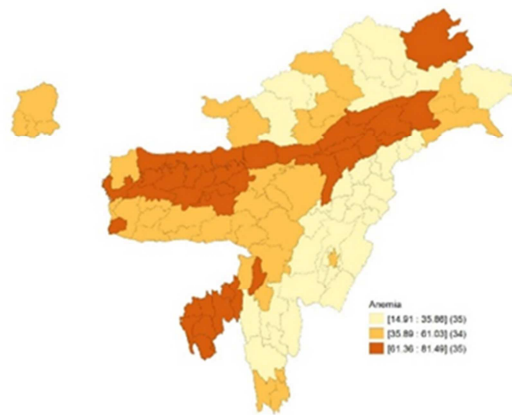 Anemia
[14.91 : 35.86] (35)
[35.89 : 61.03] (34)
[61.36 : 81.49] (35)